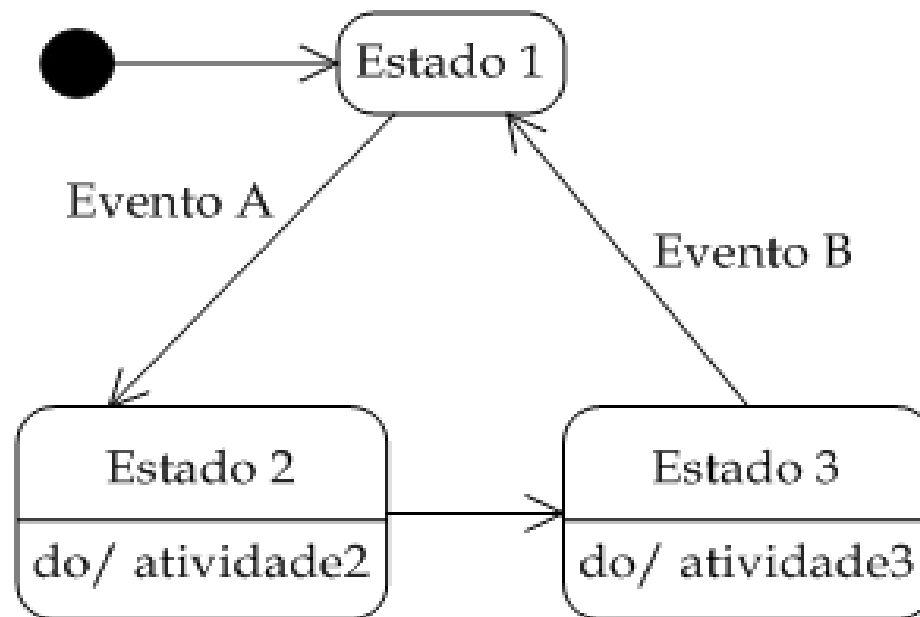 Estado 1
Evento A
Evento B
Estado 2
do/ atividade2
Estado 3
do/ atividade3